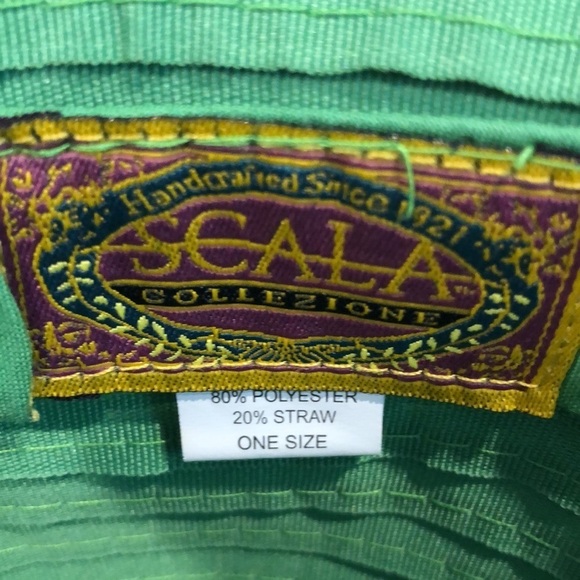 Handcrafted Since 1921
SCALA
COLLEZIONE
80% POLYESTER
20% STRAW
ONE SIZE